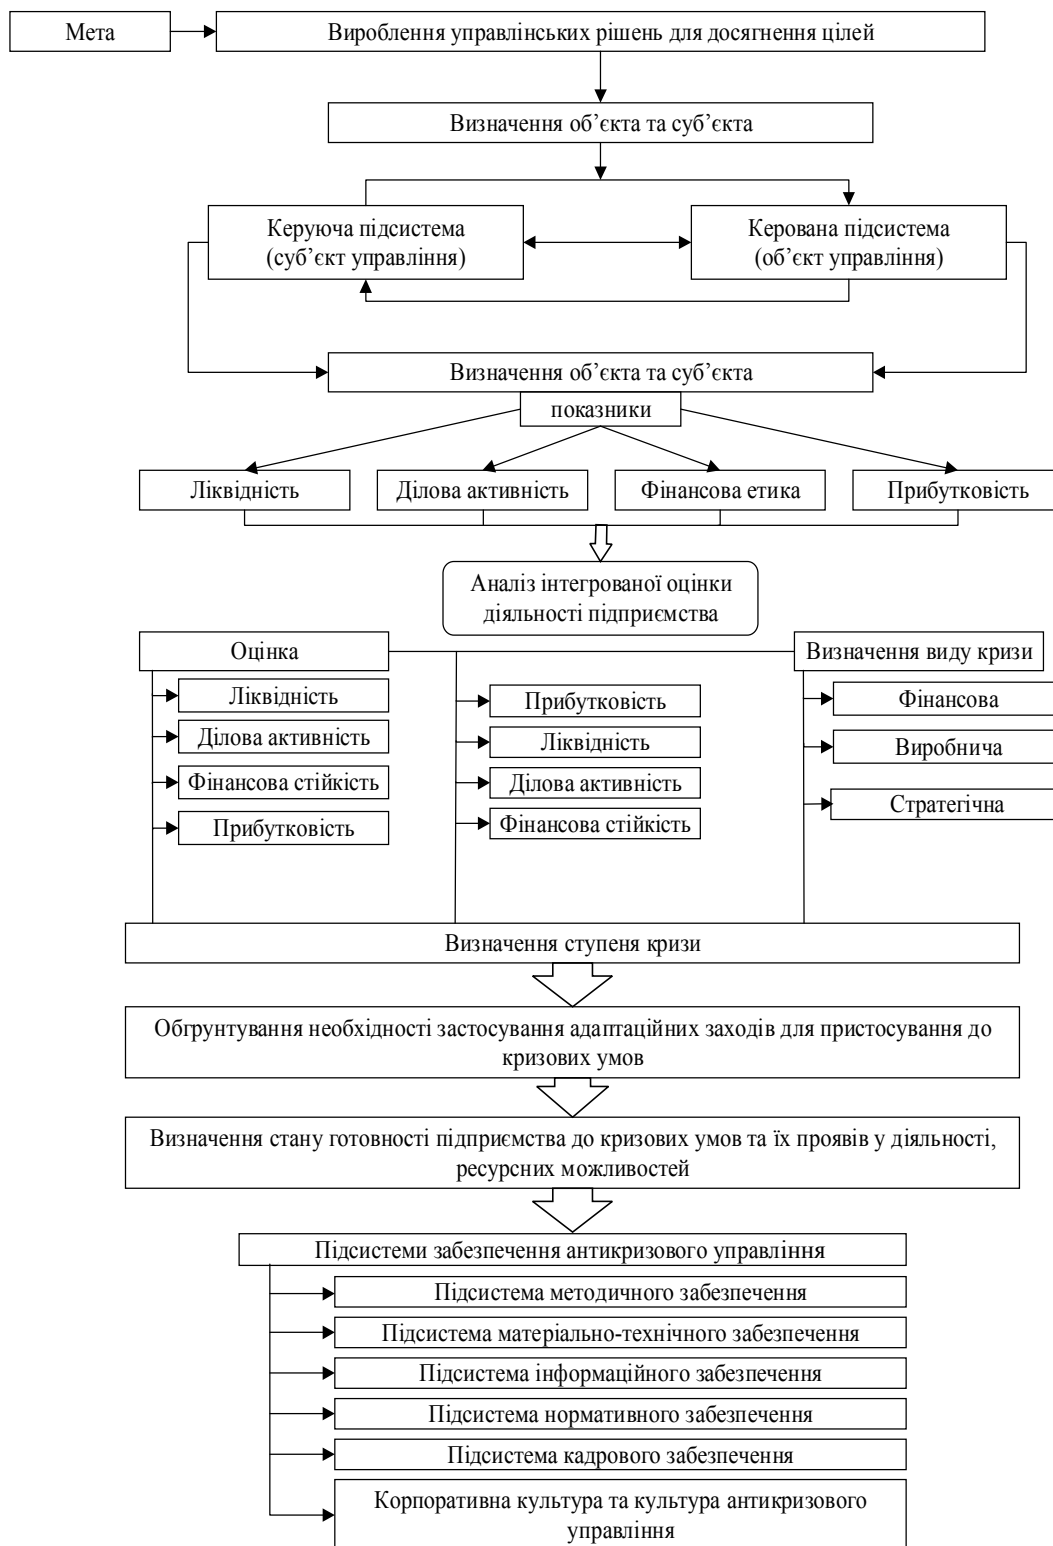 Мета
Вироблення управлінських рішень для досягнення цілей
Визначення об’єкта та суб’єкта
Керуюча підсистема
(суб’єкт управління)
Керована підсистема
(об’єкт управління)
Визначення об’єкта та суб’єкта
показники
Ліквідність
Ділова активність
Фінансова етика
Прибутковість
Аналіз інтегрованої оцінки
діяльності підприємства
Оцінка
Ліквідність
Ділова активність
Фінансова стійкість
Прибутковість
Прибутковість
Ліквідність
Ділова активність
Фінансова стійкість
Визначення виду кризи
Фінансова
Виробнича
Стратегічна
Визначення ступеня кризи
Обгрунтування необхідності застосування адаптаційних заходів для пристосування до
кризових умов
Визначення стану готовності підприємства до кризових умов та їх проявів у діяльності,
ресурсних можливостей
Підсистеми забезпечення антикризового управління
Підсистема методичного забезпечення
Підсистема матеріально-технічного забезпечення
Підсистема інформаційного забезпечення
Підсистема нормативного забезпечення
Підсистема кадрового забезпечення
Корпоративна культура та культура антикризового
управління